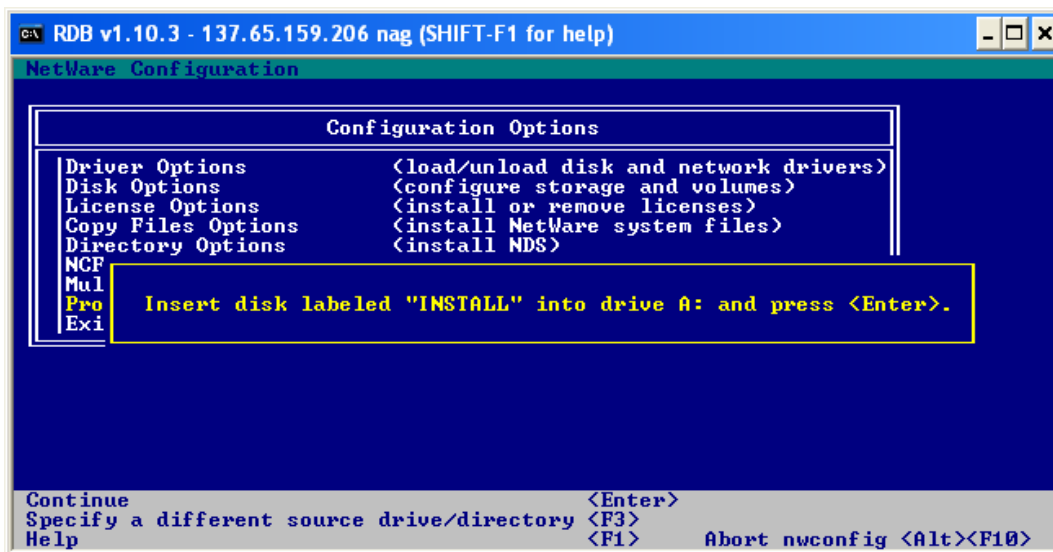 RDB v1.10.3 - 137.65.159.206 nag (SHIFT-F1 for help)
NetWare Configuration
Configuration Options
Driver Options (load/unload disk and network drivers)
Disk Options (configure storage and volumes)
License Options (install or remove licenses)
Copy Files Options (install NetWare system files)
Directory Options (install NDS)
NCF
Mul
Pro
Exi
Insert disk labeled "INSTALL" into drive A: and press <Enter>.
Continue <Enter>
Specify a different source drive/directory <F3>
Help <F1> Abort nwconfig <Alt><F10>